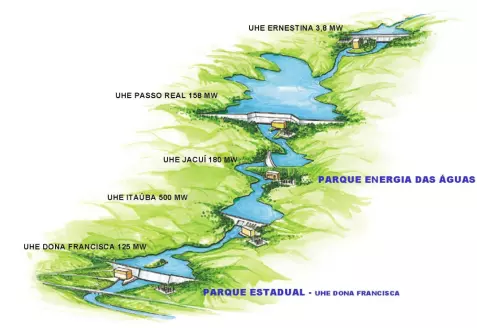 UHE ERNESTINA 3,8 MW
UHE PASSO REAL 158 MW
UHE JACUÍ 180 MW
PARQUE ENERGIA DAS ÁGUAS
UHE ITAÚBA 500 MW
UHE DONA FRANCISCA 125 MW
PARQUE ESTADUAL - UHE DONA FRANCISCA